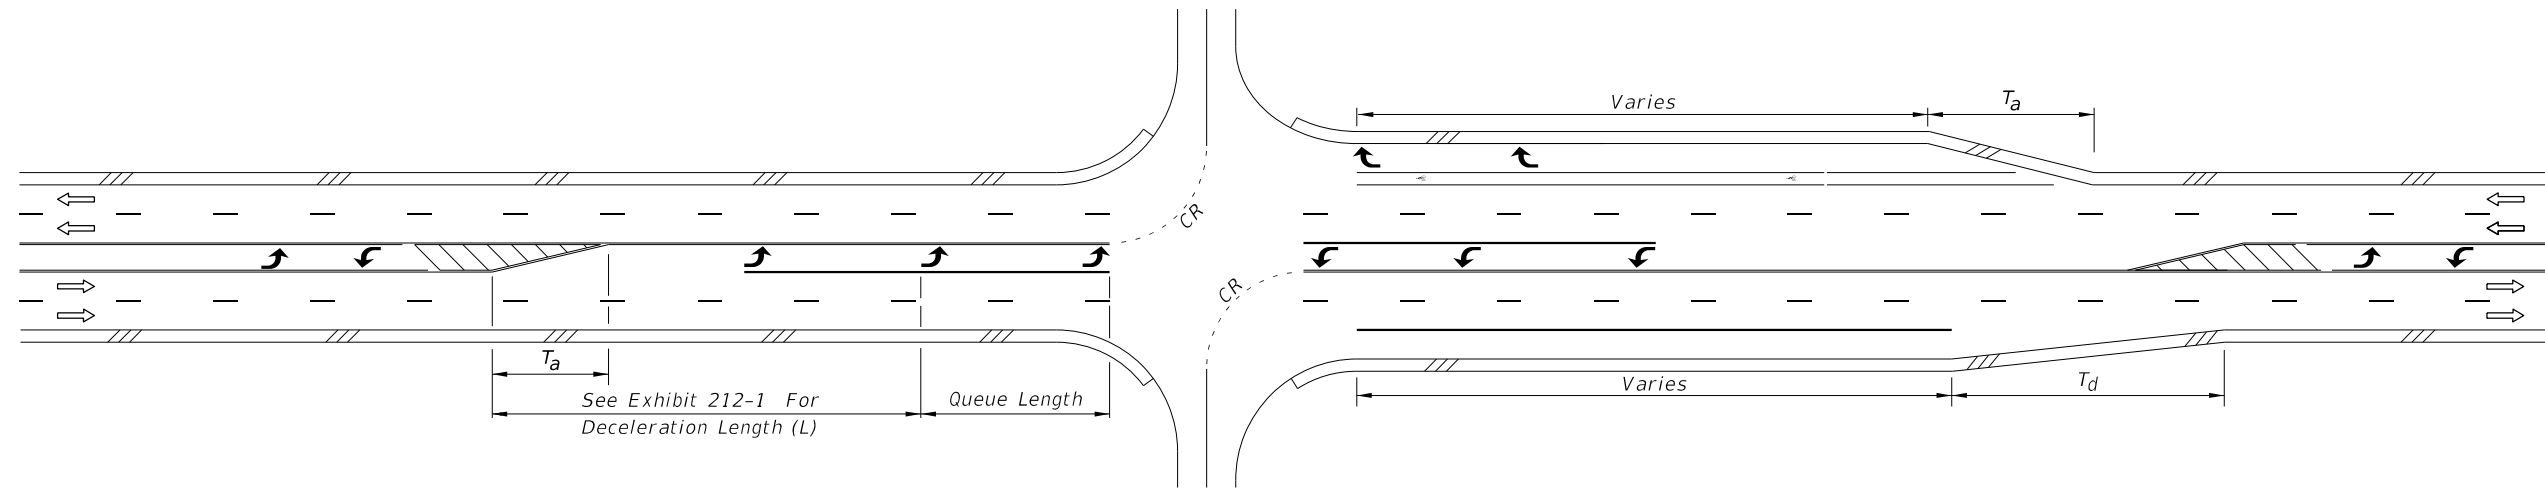 Varies
Ta
CR
CR
Ta
See Exhibit 212-1 For
Deceleration Length (L)
Queue Length
Varies
Td